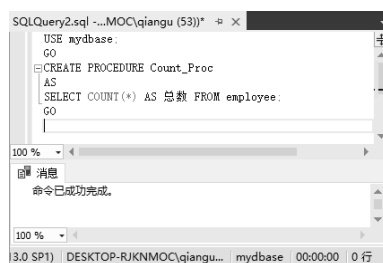 SQLQuery2.sql -...MOC\qiangu (53))*
USE mydbase;
GO
CREATE PROCEDURE Count_Proc
AS
SELECT COUNT(*) AS 总数 FROM employee;
GO
100 %
消息
命令已成功完成。
100 %
13.0 SP1) DESKTOP-RJKNMOC\qiangu... mydbase 00:00:00 0 行